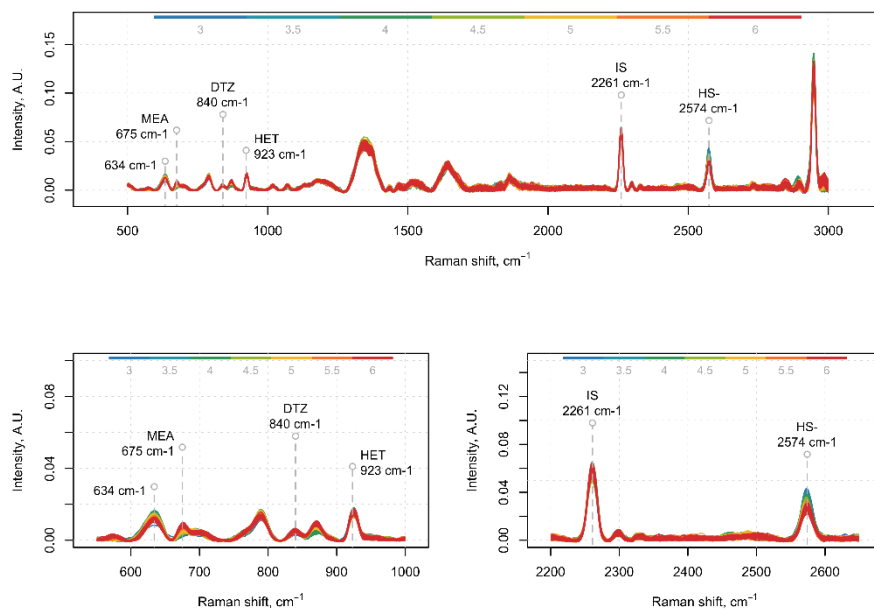 3 3.5 4 4.5 5 5.5 6
Intensity, A.U.
0.15
0.10
0.05
0.00
634 cm-1
MEA
675 cm-1
DTZ
840 cm-1
HET
923 cm-1
IS
2261 cm-1
HS-
2574 cm-1
500 1000 1500 2000 2500 3000
Raman shift, cm⁻¹
3 3.5 4 4.5 5 5.5 6
Intensity, A.U.
0.08
0.04
0.00
634 cm-1
MEA
675 cm-1
DTZ
840 cm-1
HET
923 cm-1
600 700 800 900 1000
Raman shift, cm⁻¹
3 3.5 4 4.5 5 5.5 6
Intensity, A.U.
0.12
0.08
0.04
0.00
IS
2261 cm-1
HS-
2574 cm-1
2200 2300 2400 2500 2600
Raman shift, cm⁻¹